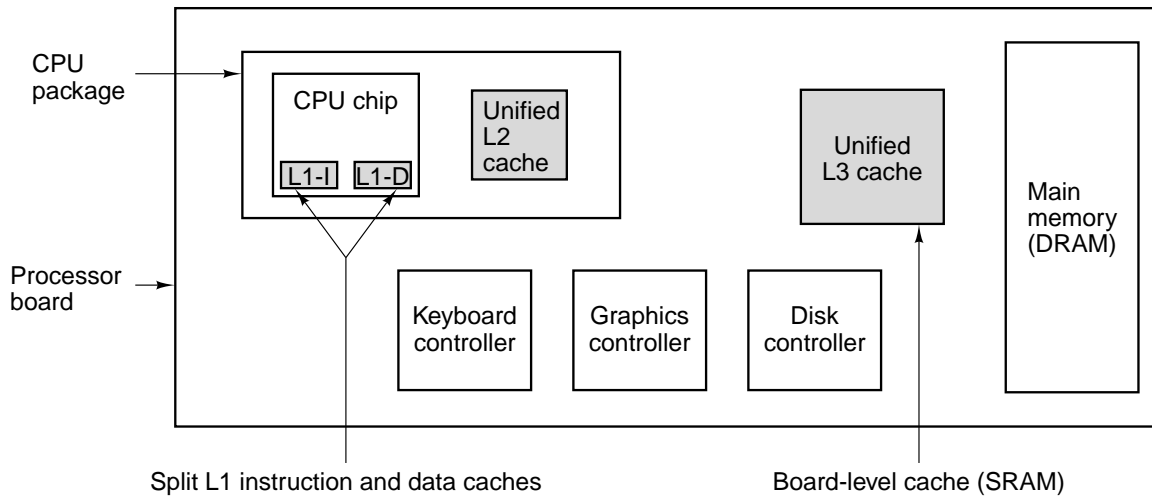 CPU
package
CPU chip
L1-I
L1-D
Unified
L2
cache
Unified
L3 cache
Main
memory
(DRAM)
Processor
board
Keyboard
controller
Graphics
controller
Disk
controller
Split L1 instruction and data caches
Board-level cache (SRAM)